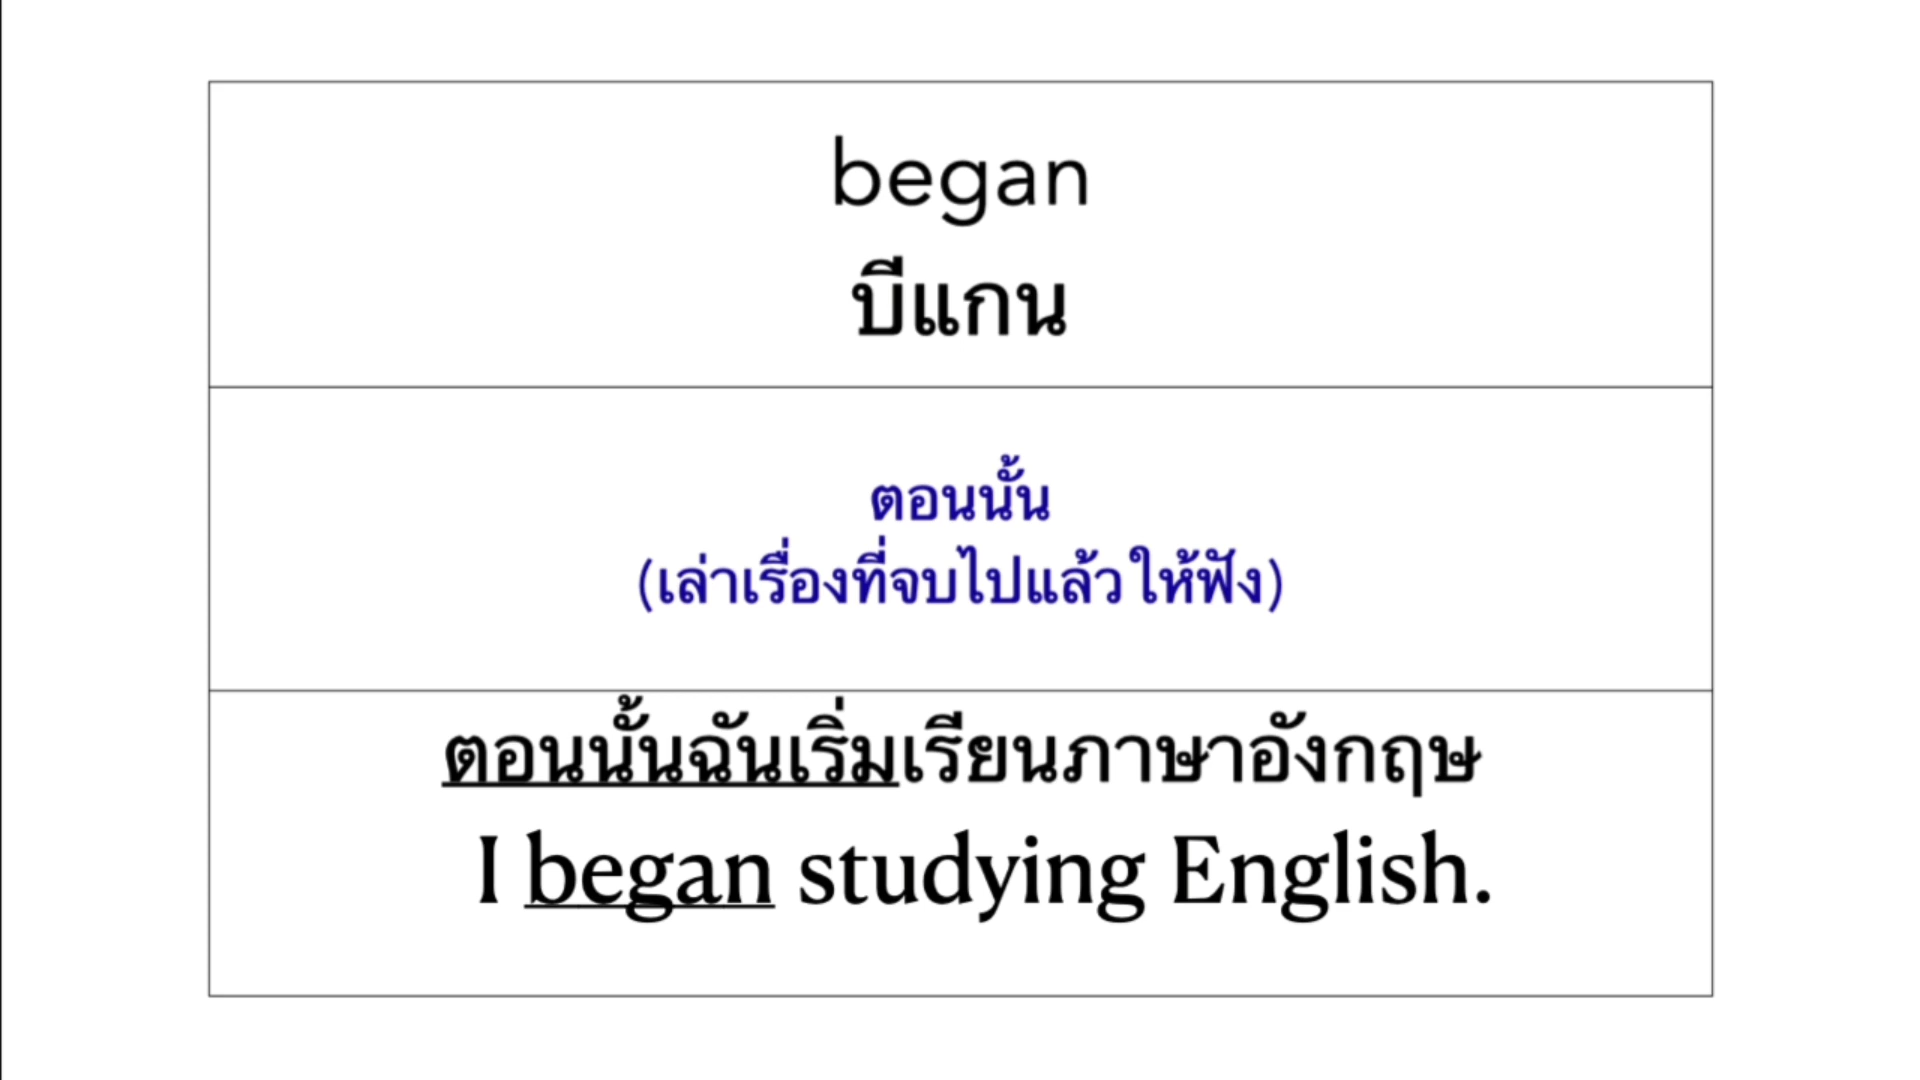 began
บีแกน
ตอนนั้น
(เล่าเรื่องที่จบไปแล้ว ให้ฟัง)
ตอนนั้นฉันเริ่มเรียนภาษาอังกฤษ
I began studying English.